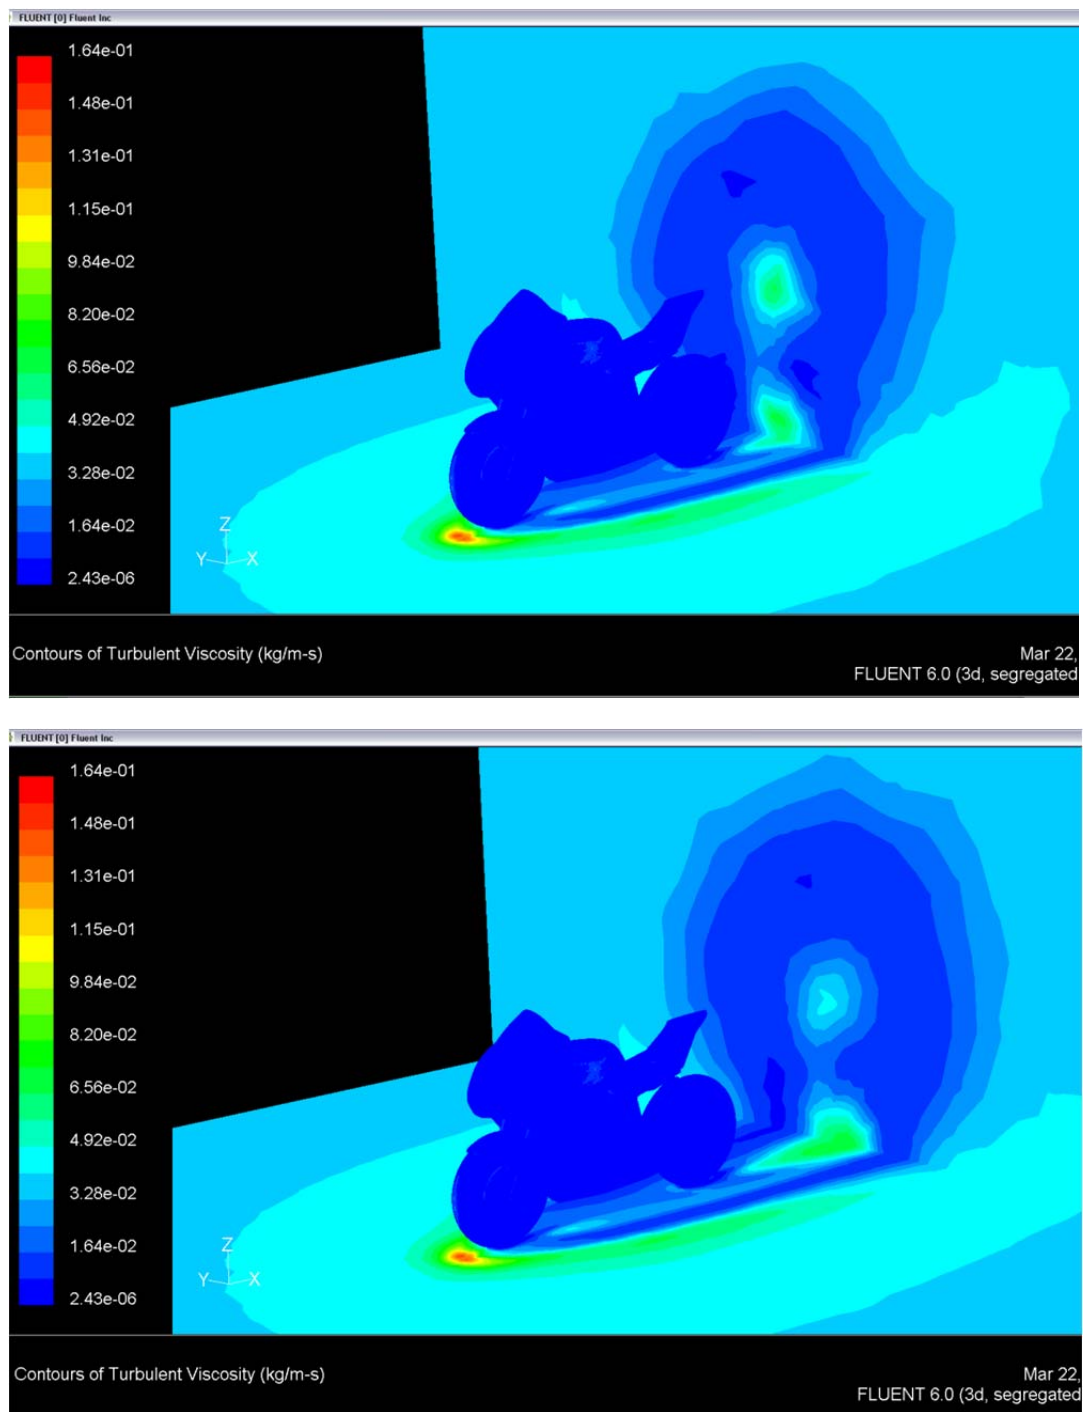 FLUENT [0] Fluent Inc
1.64e-01
1.48e-01
1.31e-01
1.15e-01
9.84e-02
8.20e-02
6.56e-02
4.92e-02
3.28e-02
1.64e-02
2.43e-06
Z
Y X
Contours of Turbulent Viscosity (kg/m-s)
Mar 22,
FLUENT 6.0 (3d, segregated
FLUENT [0] Fluent Inc
1.64e-01
1.48e-01
1.31e-01
1.15e-01
9.84e-02
8.20e-02
6.56e-02
4.92e-02
3.28e-02
1.64e-02
2.43e-06
Z
Y X
Contours of Turbulent Viscosity (kg/m-s)
Mar 22,
FLUENT 6.0 (3d, segregated